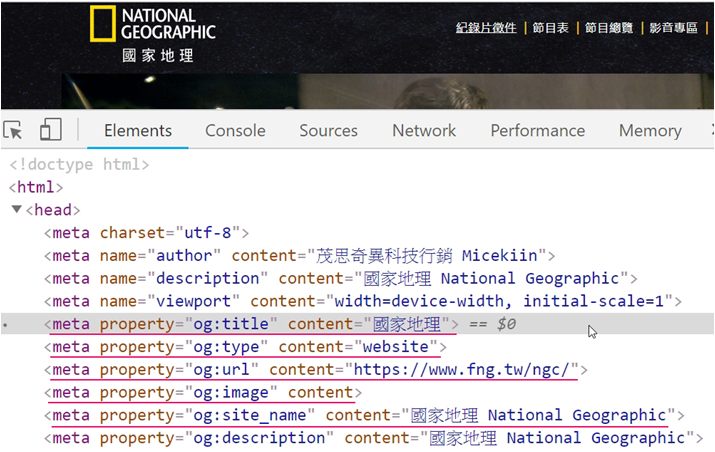 NATIONAL
GEOGRAPHIC
國家地理
紀錄片徵件 | 節目表 | 節目總覽 | 影音專區 |
Elements Console Sources Network Performance Memory
<!doctype html>
<html>
▼<head>
<meta charset="utf-8">
<meta name="author" content="茂思奇異科技行銷 Micekiin">
<meta name="description" content="國家地理 National Geographic">
<meta name="viewport" content="width=device-width, initial-scale=1">
<meta property="og:title" content="國家地理"> == $0
<meta property="og:type" content="website">
<meta property="og:url" content="https://www.fng.tw/ngc/">
<meta property="og:image" content>
<meta property="og:site_name" content="國家地理 National Geographic">
<meta property="og:description" content="國家地理 National Geographic">